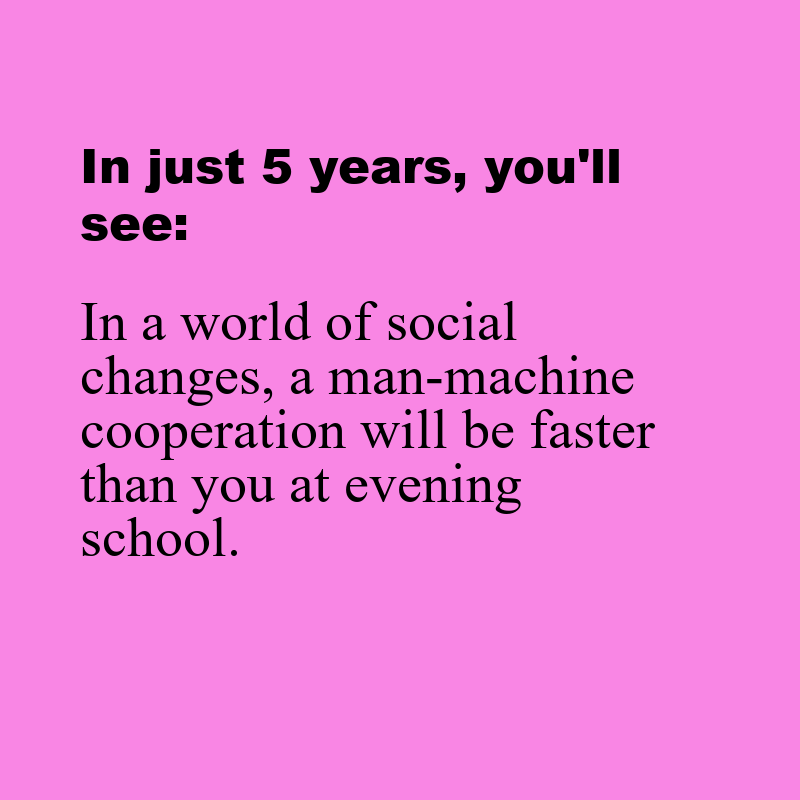 In just 5 years, you'll
see:
In a world of social
changes, a man-machine
cooperation will be faster
than you at evening
school.